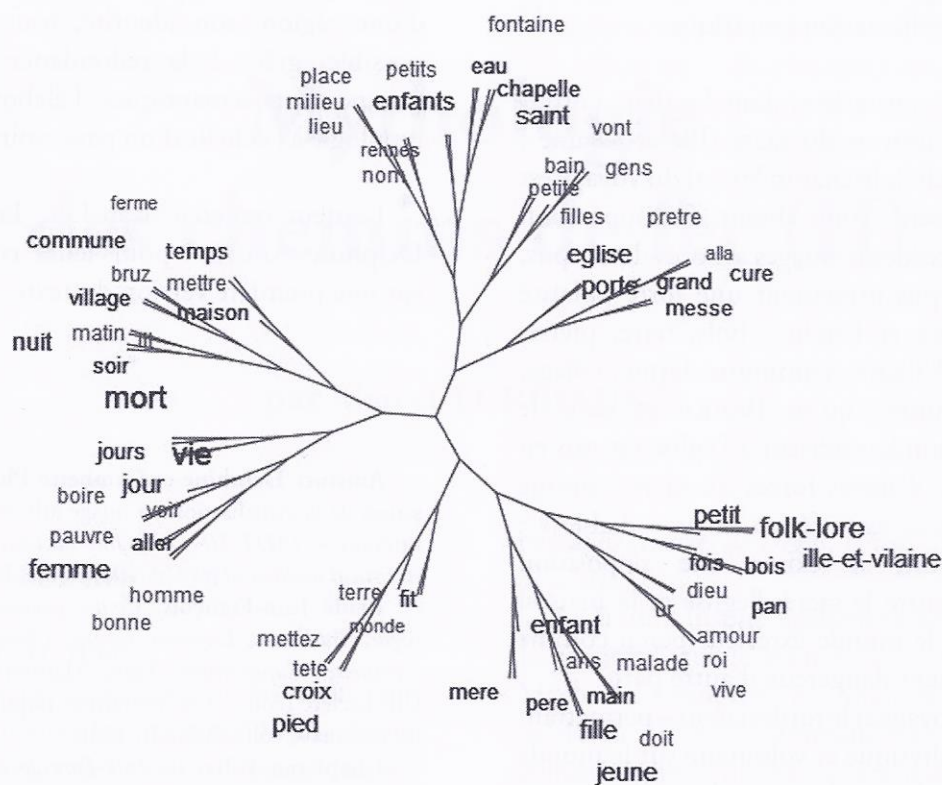 fontaine
place petits eau
milieu enfants chapelle
lieu saint vont
rennes bain gens
non petite
ferme filles pretre
commune temps eglise alla
bruz mettre porte grand cure
village maison messe
nuit matin
soir
mort
jours vie
jour petit folk-lore
boire voir
pauvre aller fois bois ille-et-vilaine
femme dieu
homme terre fit ur pan
bonne monde enfant amour
mettez ans malade roi
tete vive
croix mere pere main
pied fille doit
jeune